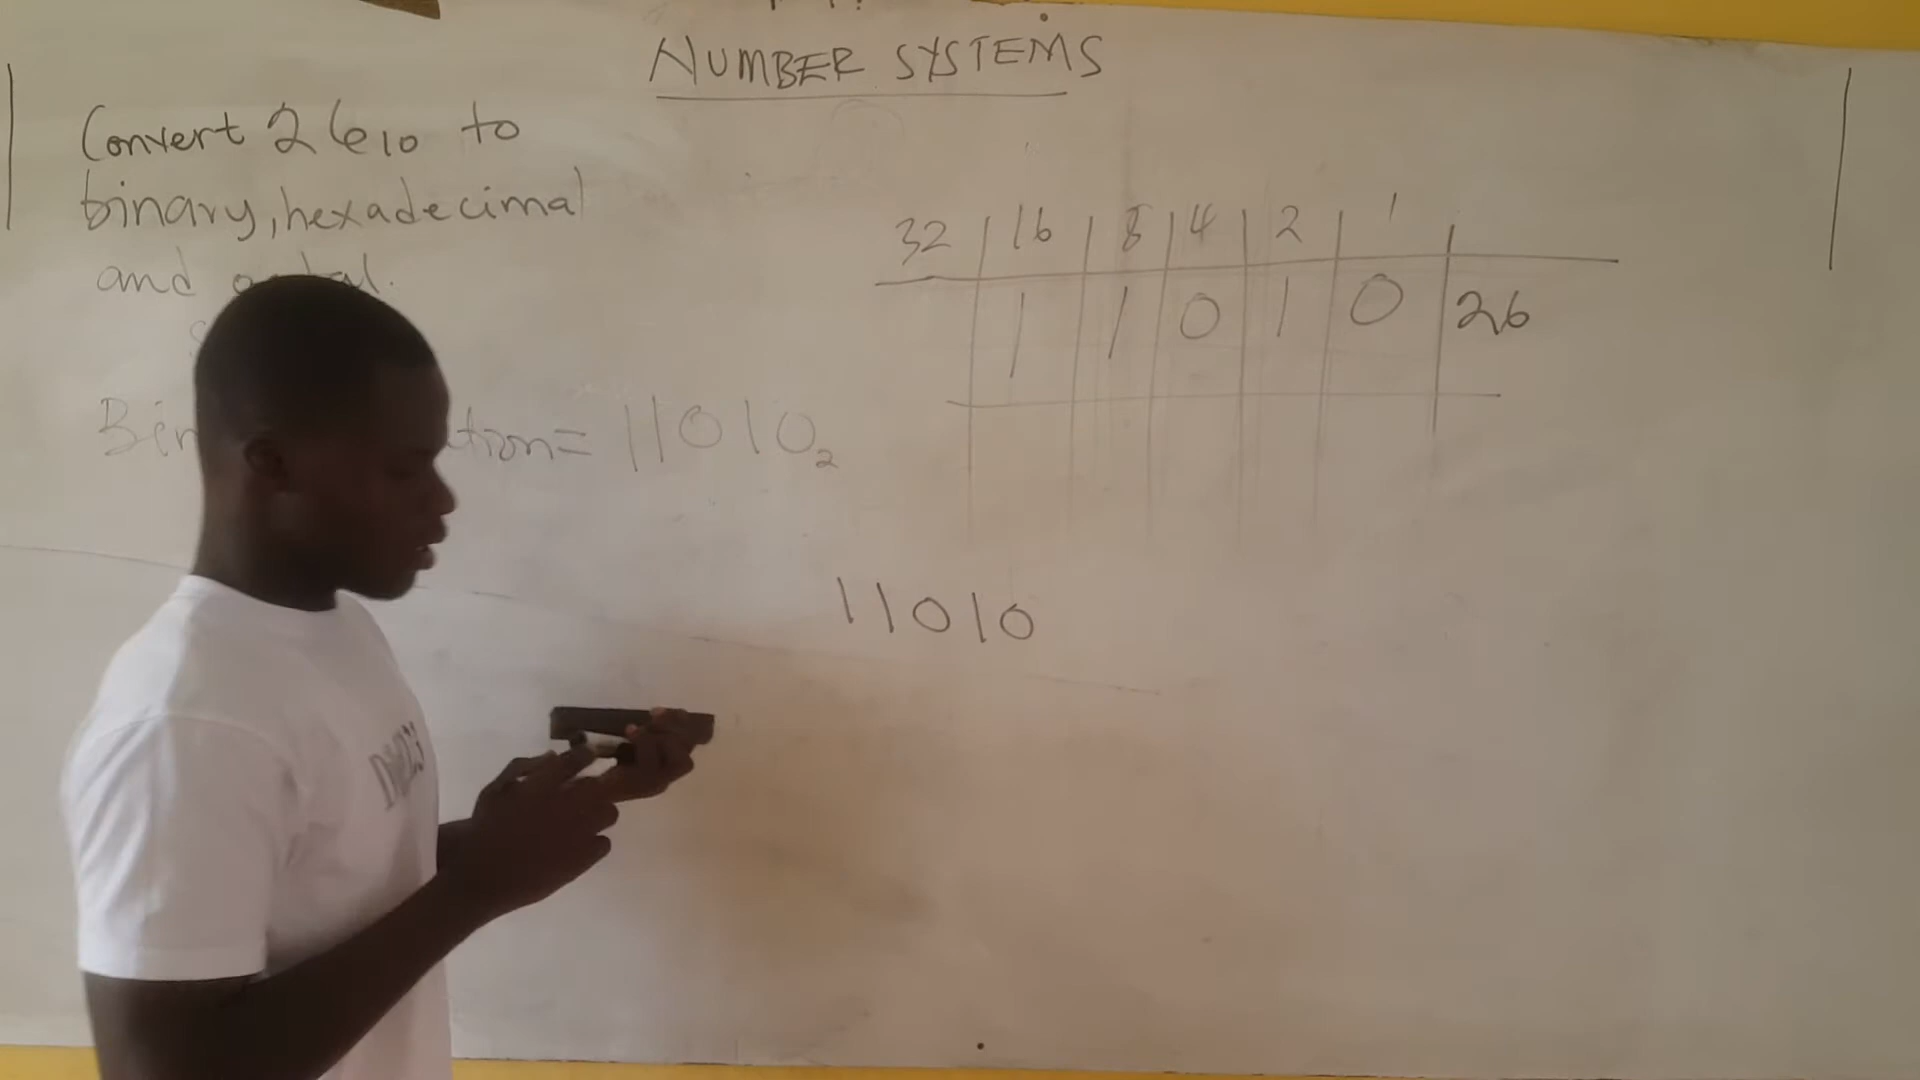 NUMBER SYSTEMS
Convert 26₁₀ to
binary, hexadecimal
and
= 11010₂
32 16 8 4 2 1
1 1 0 1 0 26
11010